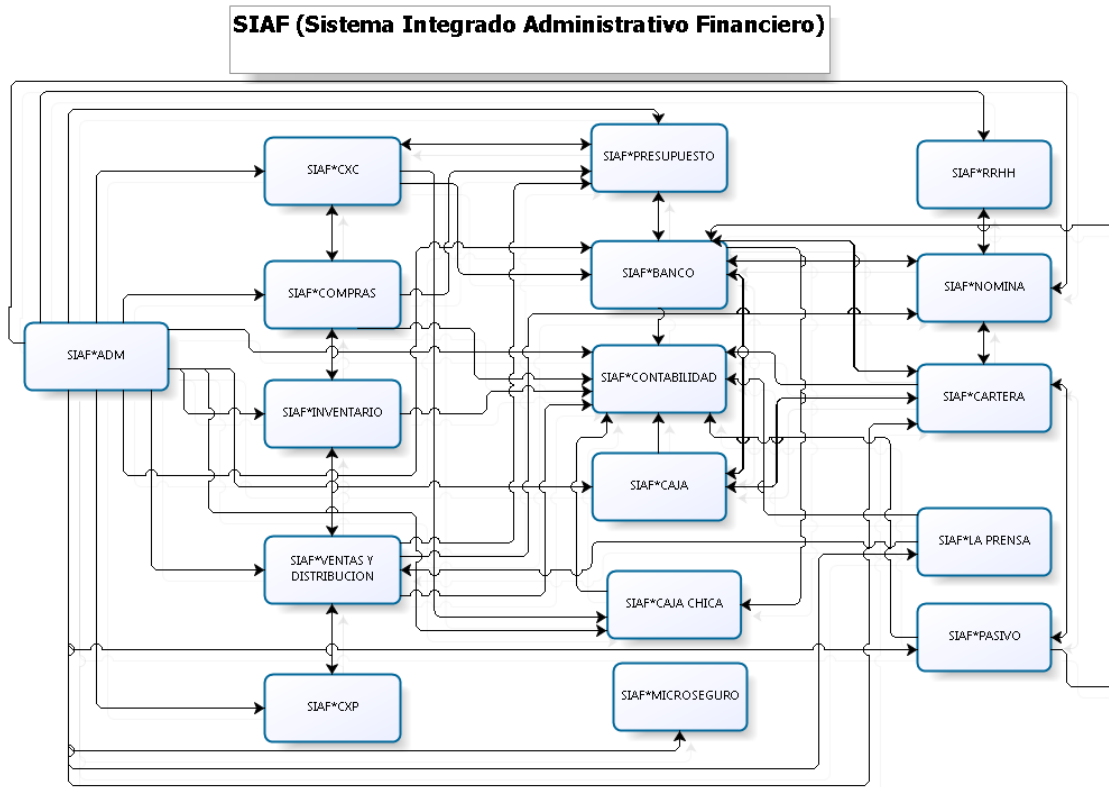 SIAF (Sistema Integrado Administrativo Financiero)
SIAF*CXC
SIAF*PRESUPUESTO
SIAF*RRHH
SIAF*COMPRAS
SIAF*BANCO
SIAF*NOMINA
SIAF*ADM
SIAF*INVENTARIO
SIAF*CONTABILIDAD
SIAF*CARTERA
SIAF*CAJA
SIAF*VENTAS Y
DISTRIBUCION
SIAF*LA PRENSA
SIAF*CAJA CHICA
SIAF*PASIVO
SIAF*CXP
SIAF*MICROSEGURO